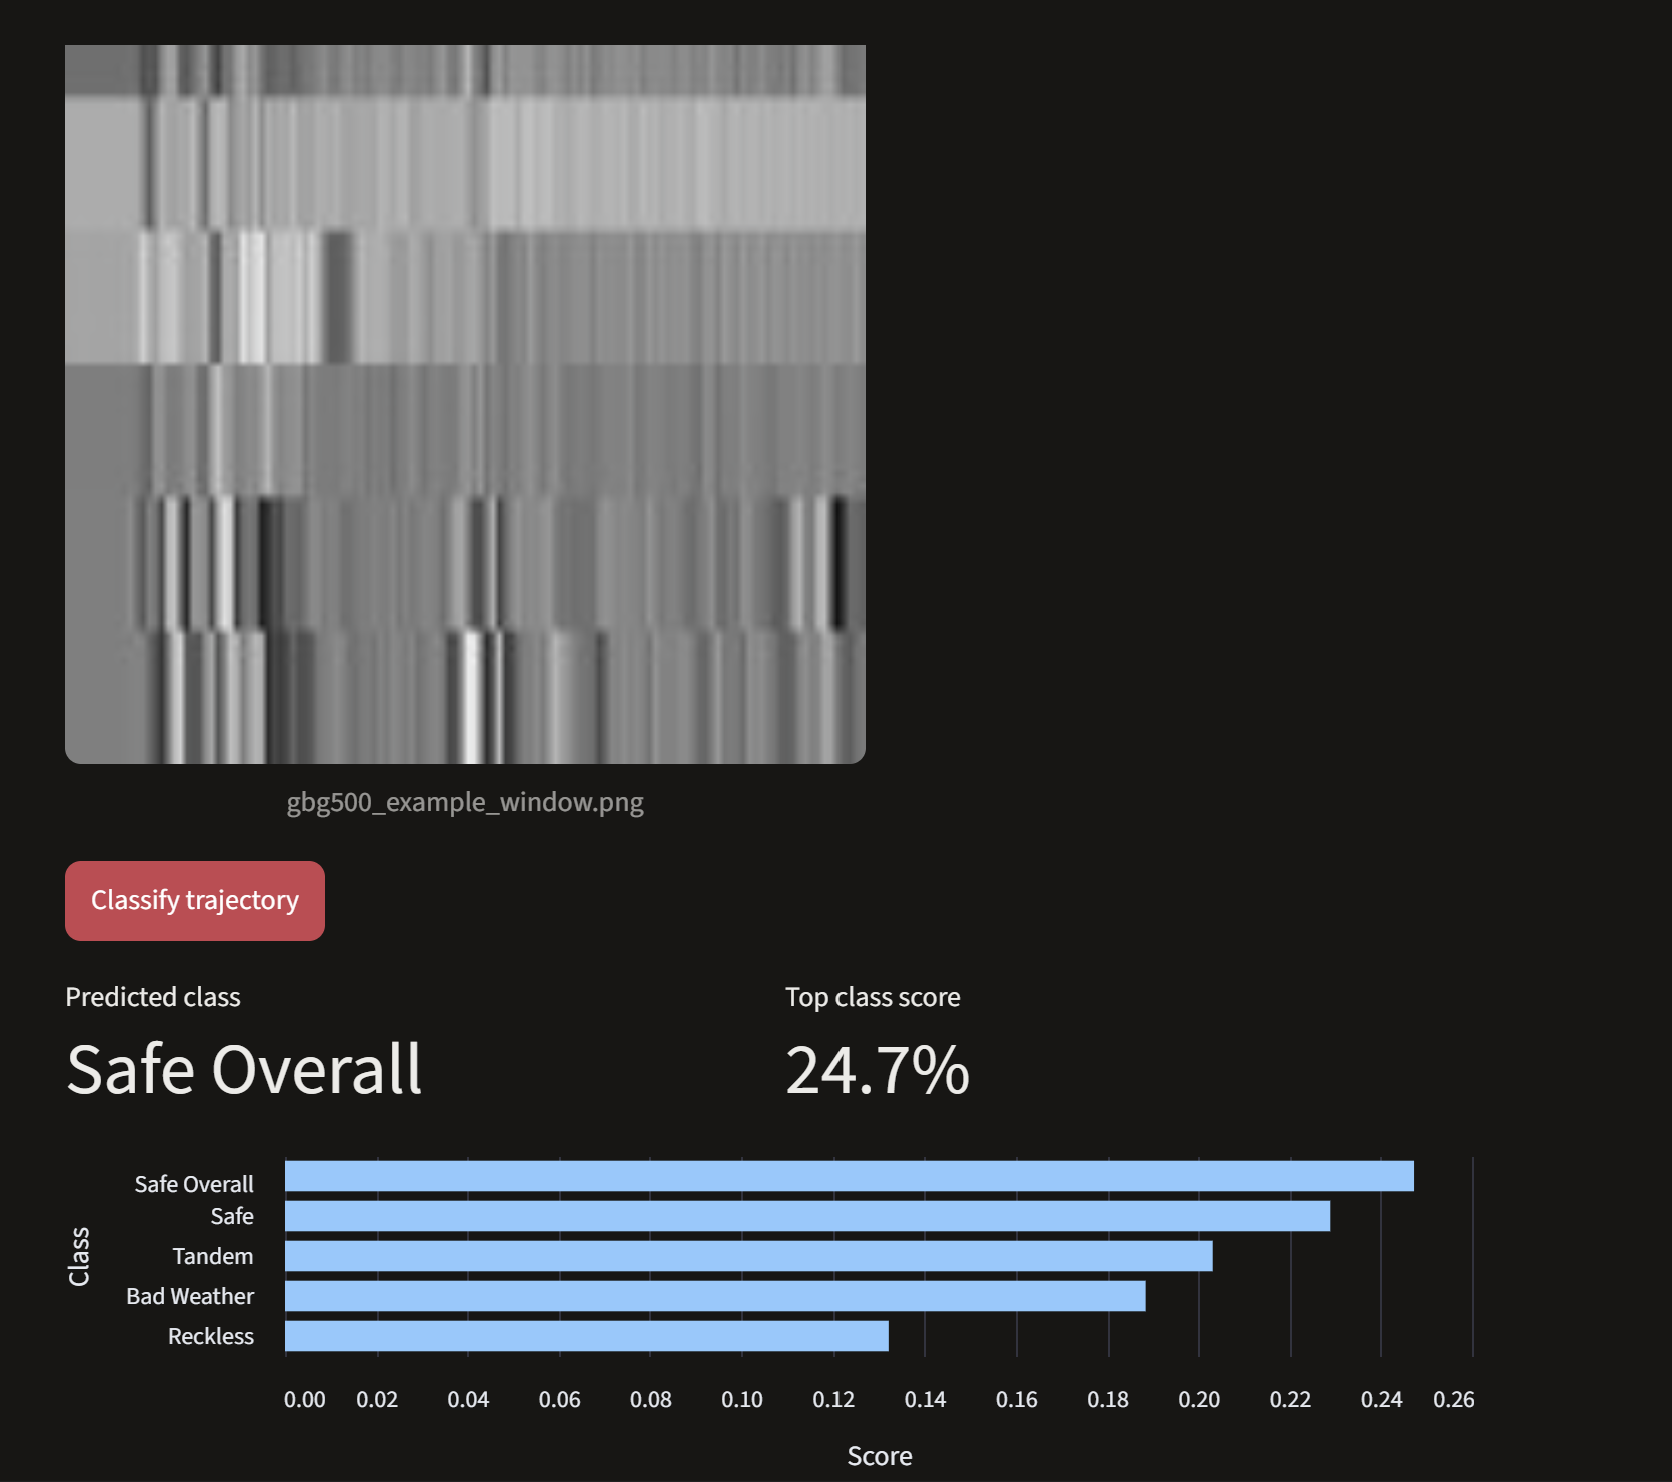 gbg500_example_window.png
Classify trajectory
Predicted class
Safe Overall
Top class score
24.7%
Class
Safe Overall
Safe
Tandem
Bad Weather
Reckless
0.00 0.02 0.04 0.06 0.08 0.10 0.12 0.14 0.16 0.18 0.20 0.22 0.24 0.26
Score